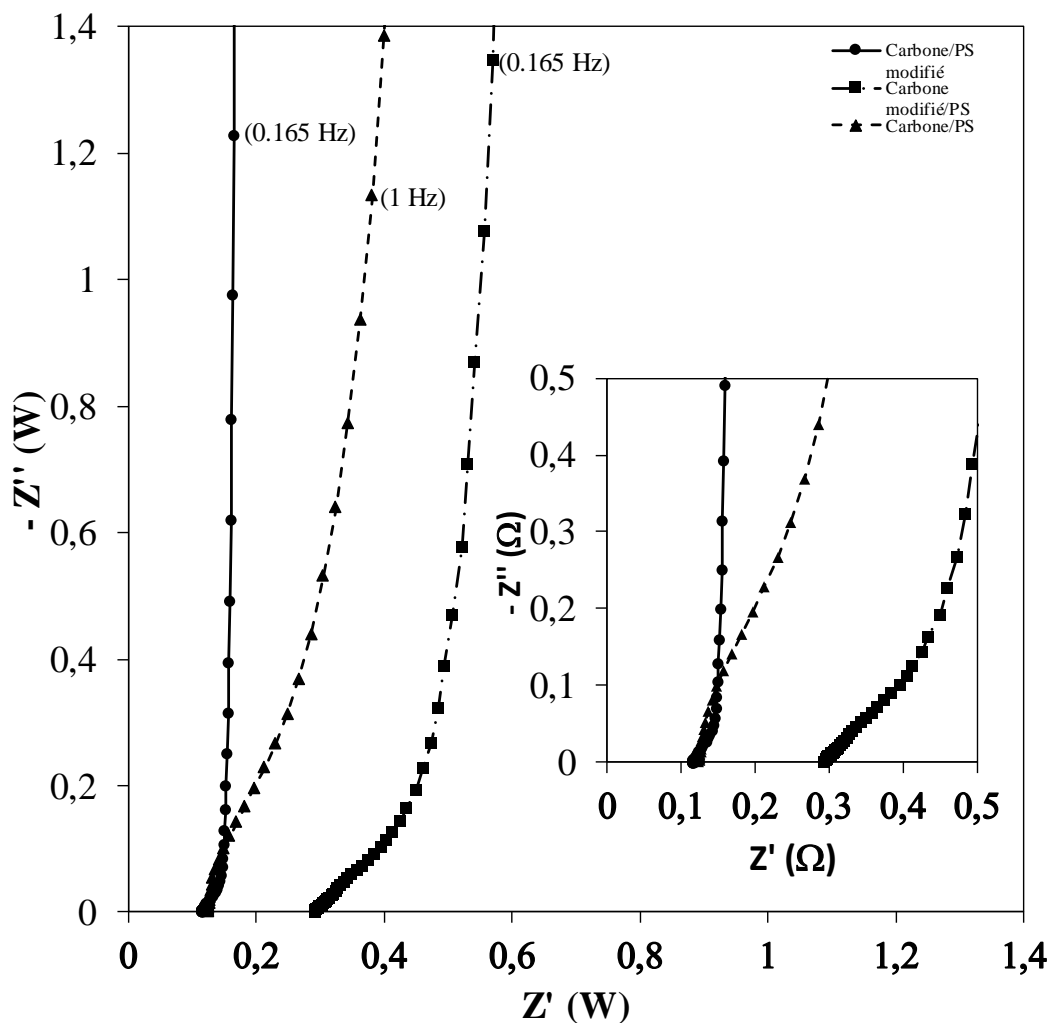 1,4
1,2
1
0,8
0,6
0,4
0,2
0
- Z'' (W)
0
0,2
0,4
0,6
0,8
1
1,2
1,4
Z' (W)
(0.165 Hz)
(1 Hz)
(0.165 Hz)
Carbone/PS
modifié
Carbone
modifié/PS
Carbone/PS
0,5
0,4
0,3
0,2
0,1
0
- Z'' (Ω)
0
0,1
0,2
0,3
0,4
0,5
Z' (Ω)